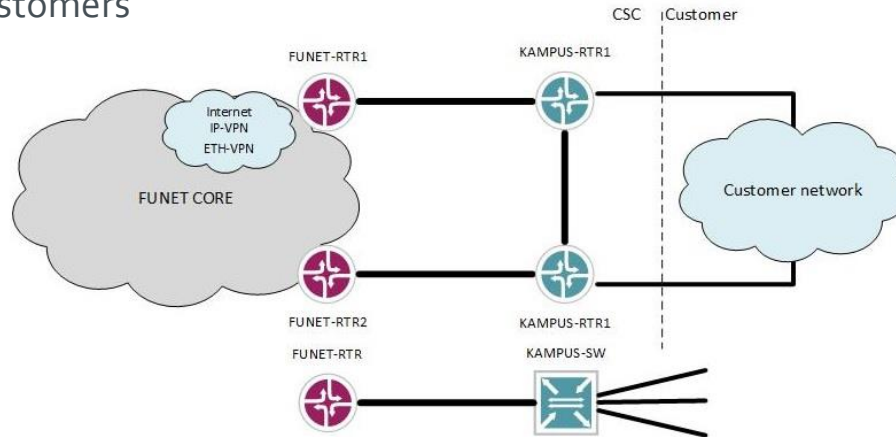 CSC
Customer
FUNET-RTR1
KAMPUS-RTR1
Internet
IP-VPN
ETH-VPN
FUNET CORE
Customer network
FUNET-RTR2
KAMPUS-RTR1
FUNET-RTR
KAMPUS-SW